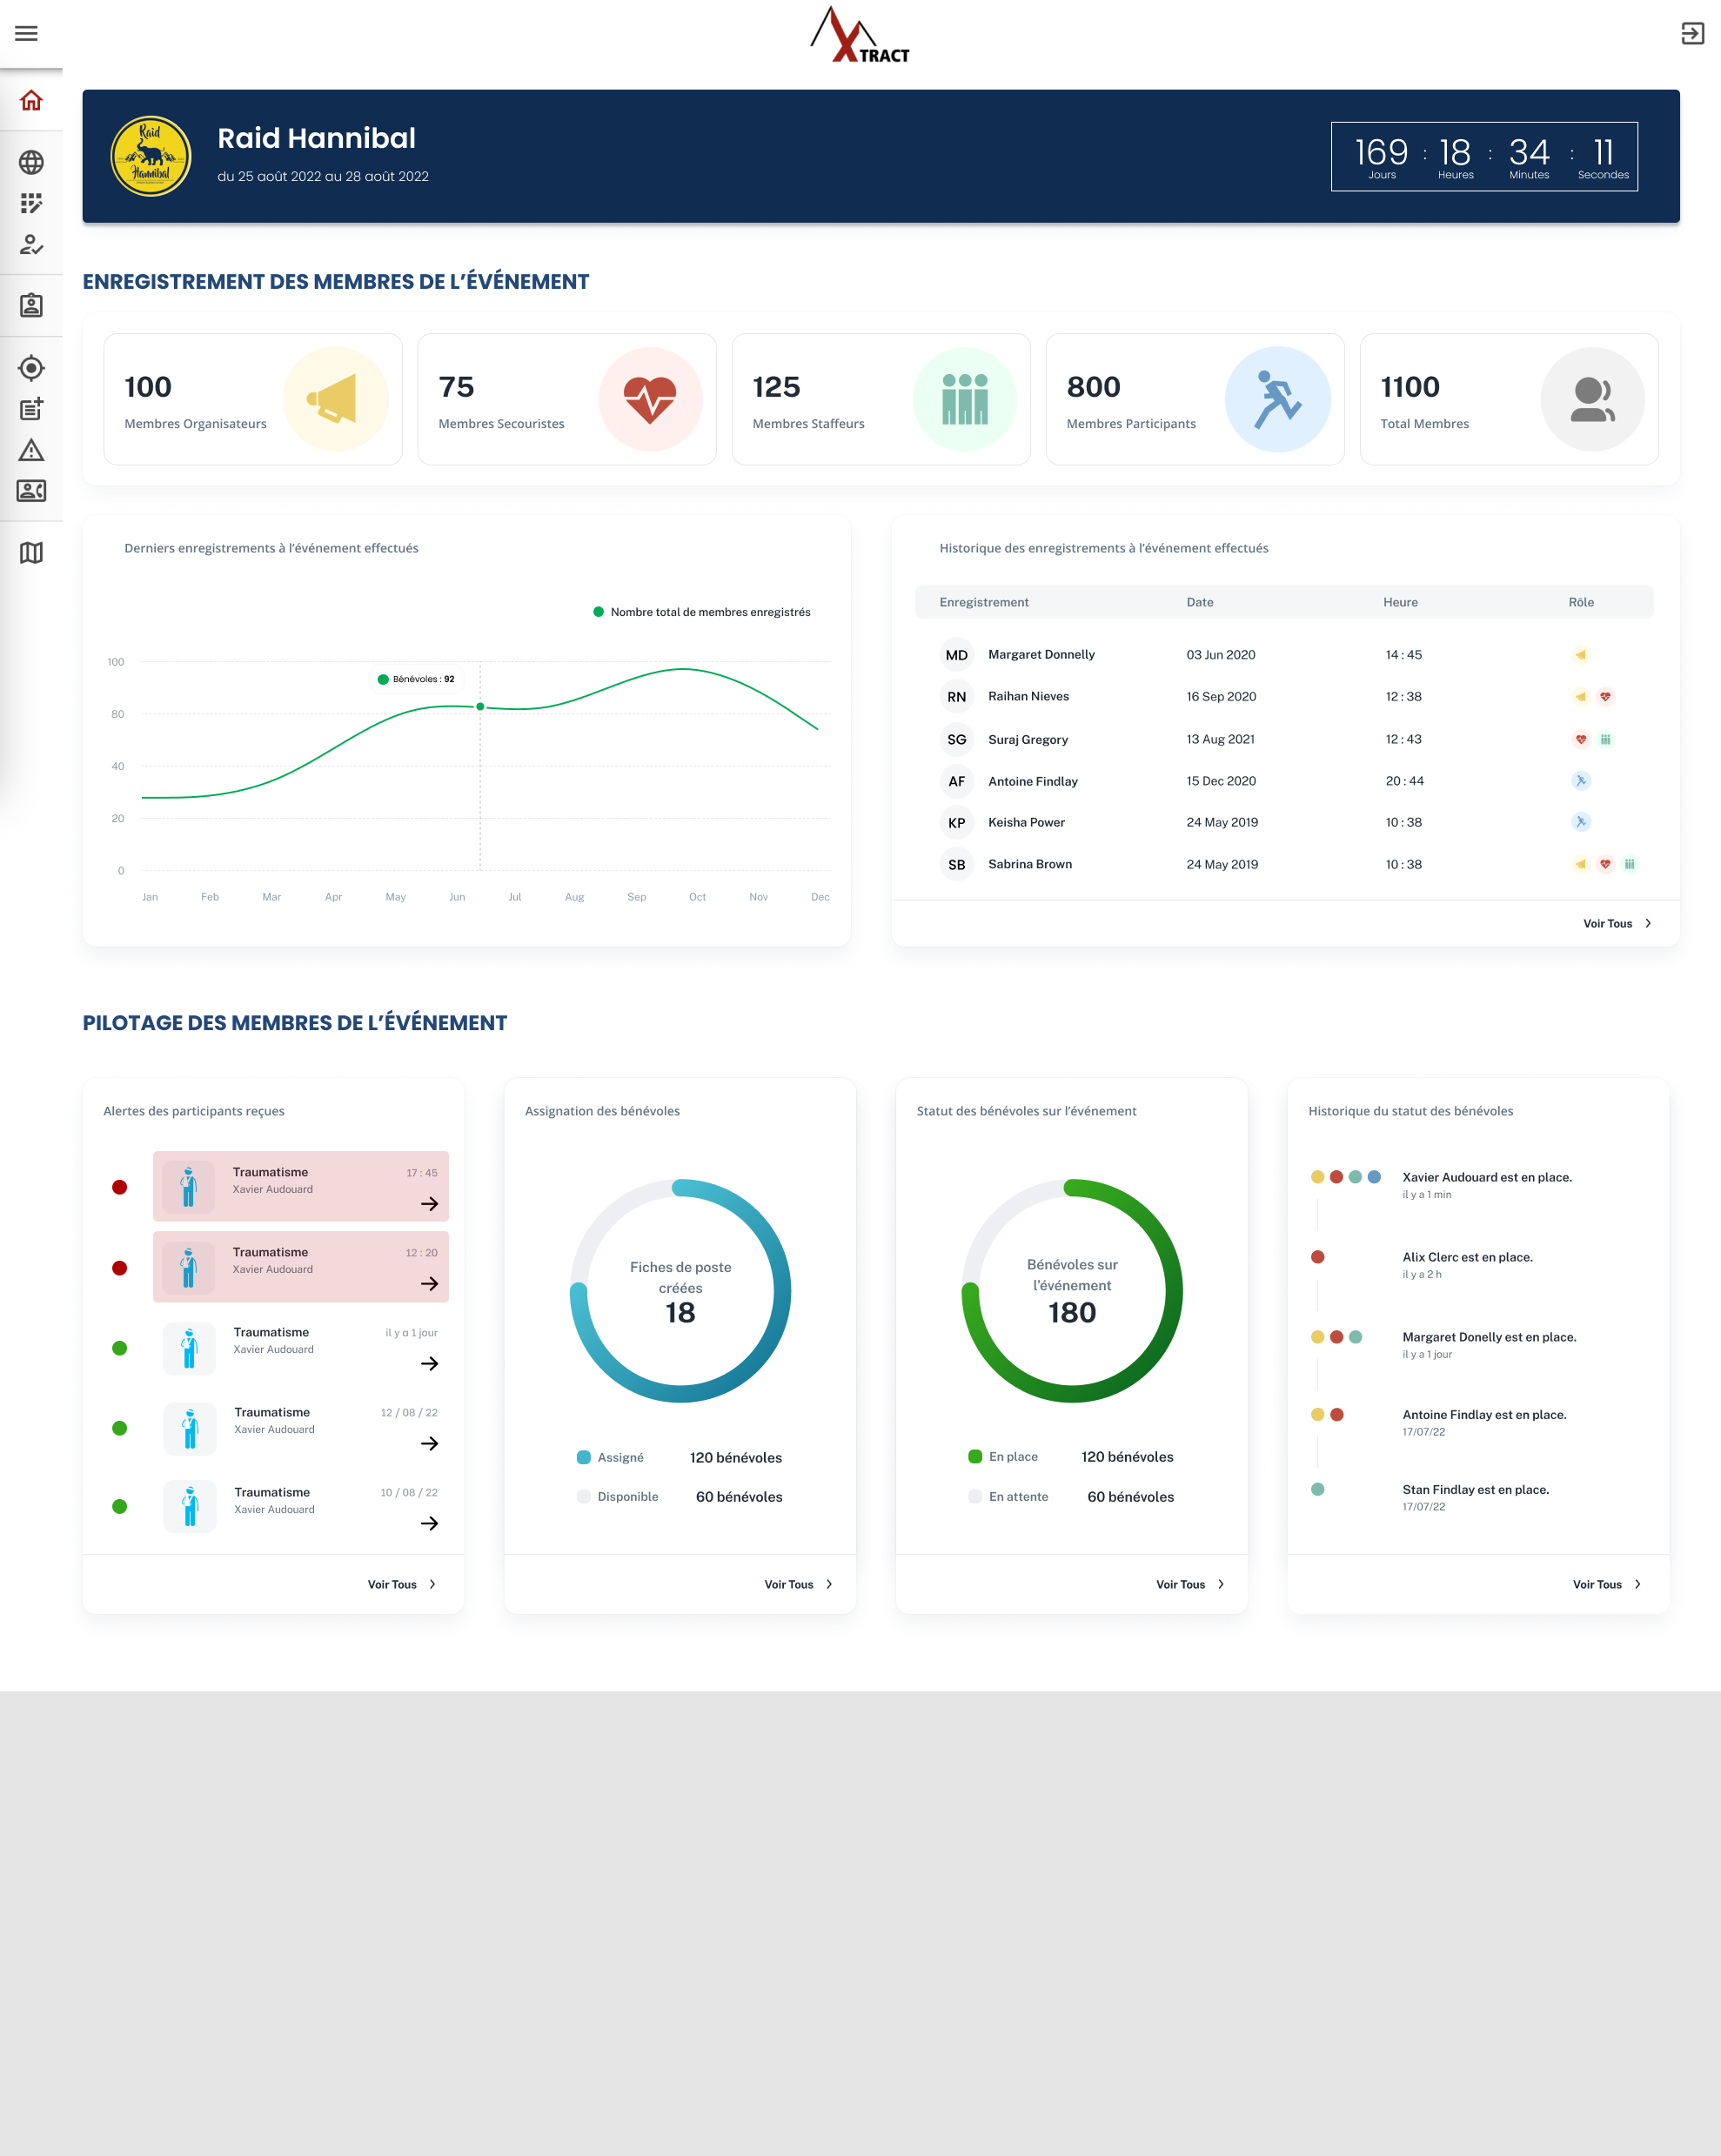 XTRACT
Raid Hannibal
Raid Hannibal
du 25 août 2022 au 28 août 2022
169 : 18 : 34 : 11
Jours Heures Minutes Secondes
ENREGISTREMENT DES MEMBRES DE L’ÉVÉNEMENT
100
Membres Organisateurs
75
Membres Secouristes
125
Membres Staffeurs
800
Membres Participants
1100
Total Membres
Derniers enregistrements à l’événement effectués
Nombre total de membres enregistrés
Bénévoles : 92
100
80
40
20
0
Jan Feb Mar Apr May Jun Jul Aug Sep Oct Nov Dec
Historique des enregistrements à l’événement effectués
Enregistrement Date Heure Rôle
MD Margaret Donnelly 03 Jun 2020 14 : 45
RN Raihan Nieves 16 Sep 2020 12 : 38
SG Suraj Gregory 13 Aug 2021 12 : 43
AF Antoine Findlay 15 Dec 2020 20 : 44
KP Keisha Power 24 May 2019 10 : 38
SB Sabrina Brown 24 May 2019 10 : 38
Voir Tous
PILOTAGE DES MEMBRES DE L’ÉVÉNEMENT
Alertes des participants reçues
Traumatisme 17 : 45
Xavier Audouard
Traumatisme 12 : 20
Xavier Audouard
Traumatisme il y a 1 jour
Xavier Audouard
Traumatisme 12 / 08 / 22
Xavier Audouard
Traumatisme 10 / 08 / 22
Xavier Audouard
Voir Tous
Assignation des bénévoles
Fiches de poste
créées
18
Assigné 120 bénévoles
Disponible 60 bénévoles
Voir Tous
Statut des bénévoles sur l’événement
Bénévoles sur
l’événement
180
En place 120 bénévoles
En attente 60 bénévoles
Voir Tous
Historique du statut des bénévoles
Xavier Audouard est en place.
il y a 1 min
Alix Clerc est en place.
il y a 2 h
Margaret Donelly est en place.
il y a 1 jour
Antoine Findlay est en place.
17/07/22
Stan Findlay est en place.
17/07/22
Voir Tous